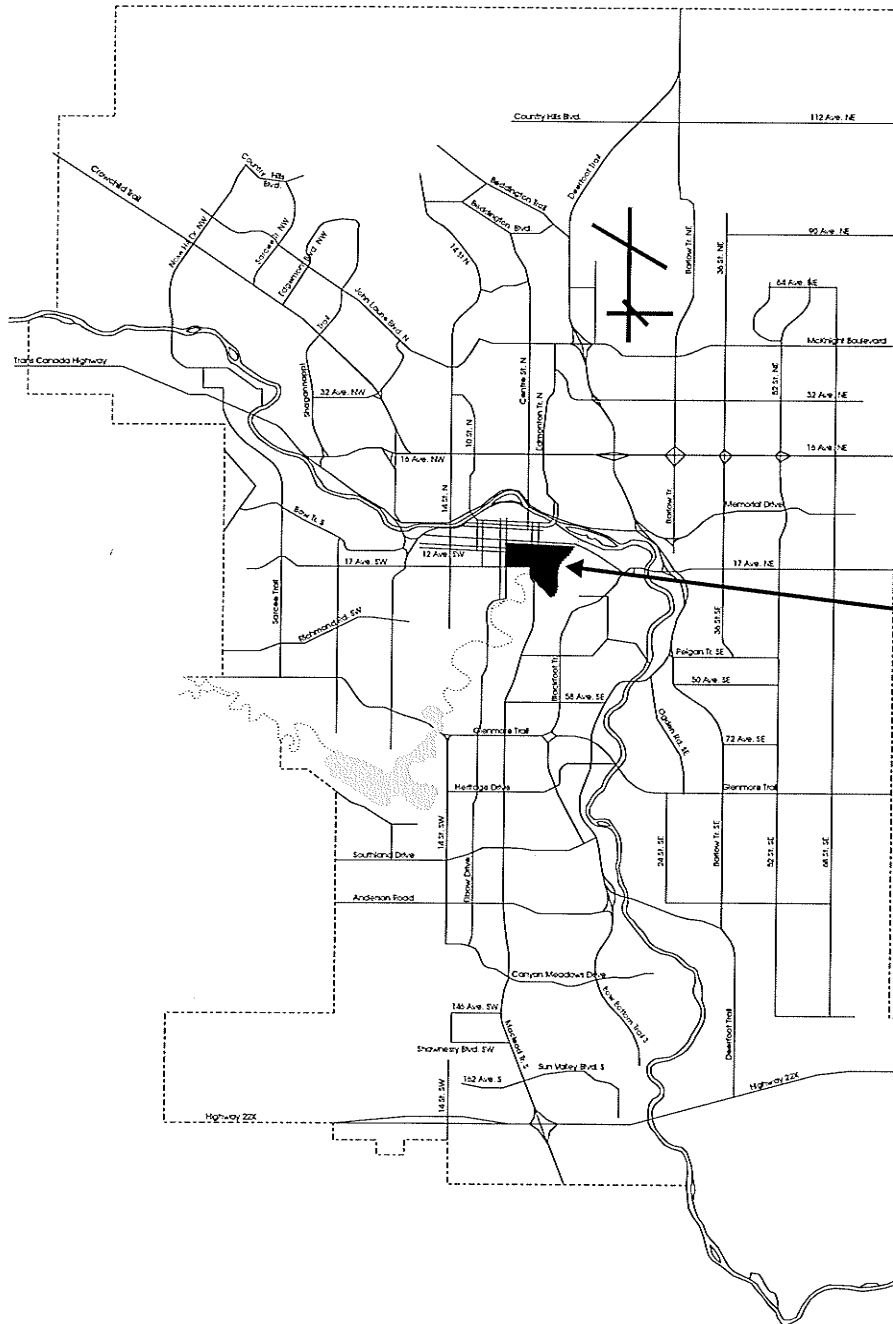 Country Hills Blvd.
112 Ave. NE
Deerfoot Trail
Crowchild Trail
Country Hills
Blvd.
Beddington Trail
Beddington Blvd.
Sarcee Tr. NW
Edgemont Blvd. NW
14 St. N
Barlow Tr. NE
36 St. NE
90 Ave. NE
64 Ave. NE
John Laurie Blvd. N
Trail
Shaganappi
Trans Canada Highway
McKnight Boulevard
Centre St. N
Edmonton Tr. N
52 St. NE
32 Ave. NW
32 Ave. NE
10 St. N
16 Ave. NW
16 Ave. NE
14 St. N
Barlow Tr.
Memorial Drive
Bow Tr. S
12 Ave. SW
17 Ave. SW
17 Ave. NE
Sarcee Trail
36 St. SE
Richmond Rd. SW
Blackfoot Tr.
Peigan Tr. SE
50 Ave. SE
58 Ave. SE
Ogden Rd. SE
Glenmore Trail
72 Ave. SE
Heritage Drive
Glenmore Trail
14 St. SW
24 St. SE
Barlow Tr. SE
52 St. SE
68 St. SE
Southland Drive
Elbow Drive
Anderson Road
Canyon Meadows Drive
Bow Bottom Trail S
Deerfoot Trail
146 Ave. SW
Macleod Tr. S
Shawnessy Blvd. SW
Sun Valley Blvd. S
162 Ave. S
14 St. SW
Highway 22X
Highway 22X